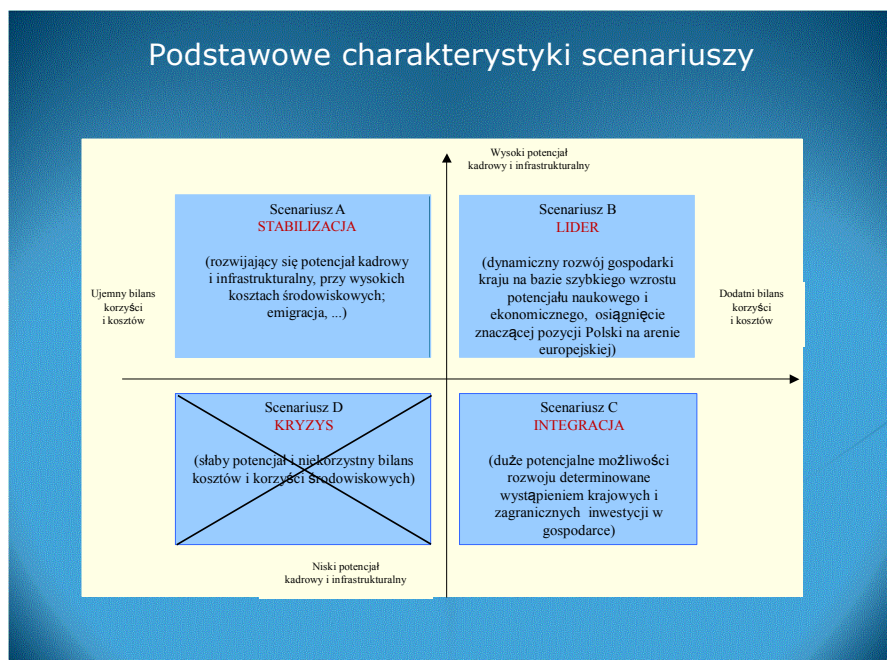 Podstawowe charakterystyki scenariuszy
Wysoki potencjał
kadrowy i infrastrukturalny
Scenariusz A
STABILIZACJA
(rozwijający się potencjał kadrowy
i infrastrukturalny, przy wysokich
kosztach środowiskowych;
emigracja, ...)
Scenariusz B
LIDER
(dynamiczny rozwój gospodarki
kraju na bazie szybkiego wzrostu
potencjału naukowego i
ekonomicznego, osiągnięcie
znaczącej pozycji Polski na arenie
europejskiej)
Ujemny bilans
korzyści
i kosztów
Dodatni bilans
korzyści
i kosztów
Scenariusz D
KRYZYS
(słaby potencjał i niekorzystny bilans
kosztów i korzyści środowiskowych)
Scenariusz C
INTEGRACJA
(duże potencjalne możliwości
rozwoju determinowane
wystąpieniem krajowych i
zagranicznych inwestycji w
gospodarce)
Niski potencjał
kadrowy i infrastrukturalny